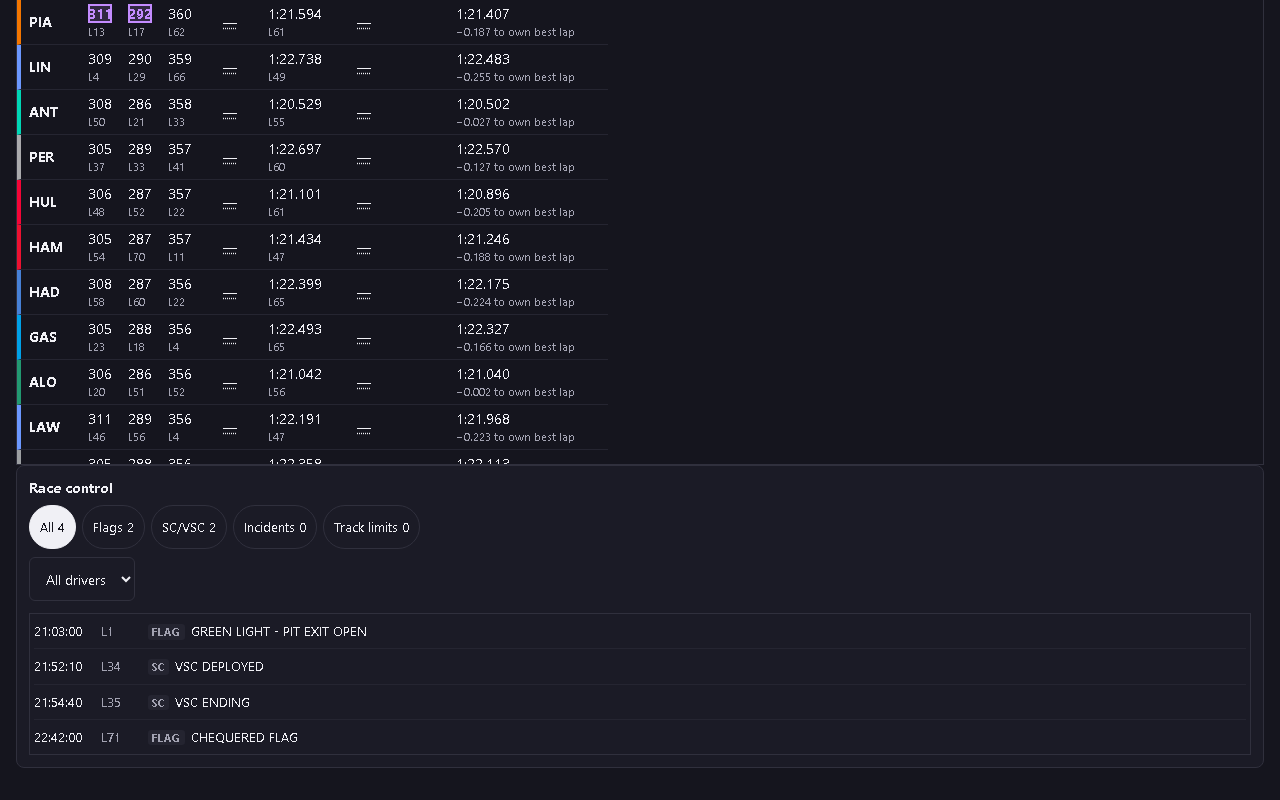 PIA 311 292 360 — 1:21.594 — 1:21.407
L13 L17 L62 L61 −0.187 to own best lap
LIN 309 290 359 — 1:22.738 — 1:22.483
L4 L29 L66 L49 −0.255 to own best lap
ANT 308 286 358 — 1:20.529 — 1:20.502
L50 L21 L33 L55 −0.027 to own best lap
PER 305 289 357 — 1:22.697 — 1:22.570
L37 L33 L41 L60 −0.127 to own best lap
HUL 306 287 357 — 1:21.101 — 1:20.896
L48 L52 L22 L61 −0.205 to own best lap
HAM 305 287 357 — 1:21.434 — 1:21.246
L54 L70 L11 L47 −0.188 to own best lap
HAD 308 287 356 — 1:22.399 — 1:22.175
L58 L60 L22 L65 −0.224 to own best lap
GAS 305 288 356 — 1:22.493 — 1:22.327
L23 L18 L4 L65 −0.166 to own best lap
ALO 306 286 356 — 1:21.042 — 1:21.040
L20 L51 L52 L56 −0.002 to own best lap
LAW 311 289 356 — 1:22.191 — 1:21.968
L46 L56 L4 L47 −0.223 to own best lap
Race control
All 4 Flags 2 SC/VSC 2 Incidents 0 Track limits 0
All drivers
21:03:00 L1 FLAG GREEN LIGHT - PIT EXIT OPEN
21:52:10 L34 SC VSC DEPLOYED
21:54:40 L35 SC VSC ENDING
22:42:00 L71 FLAG CHEQUERED FLAG